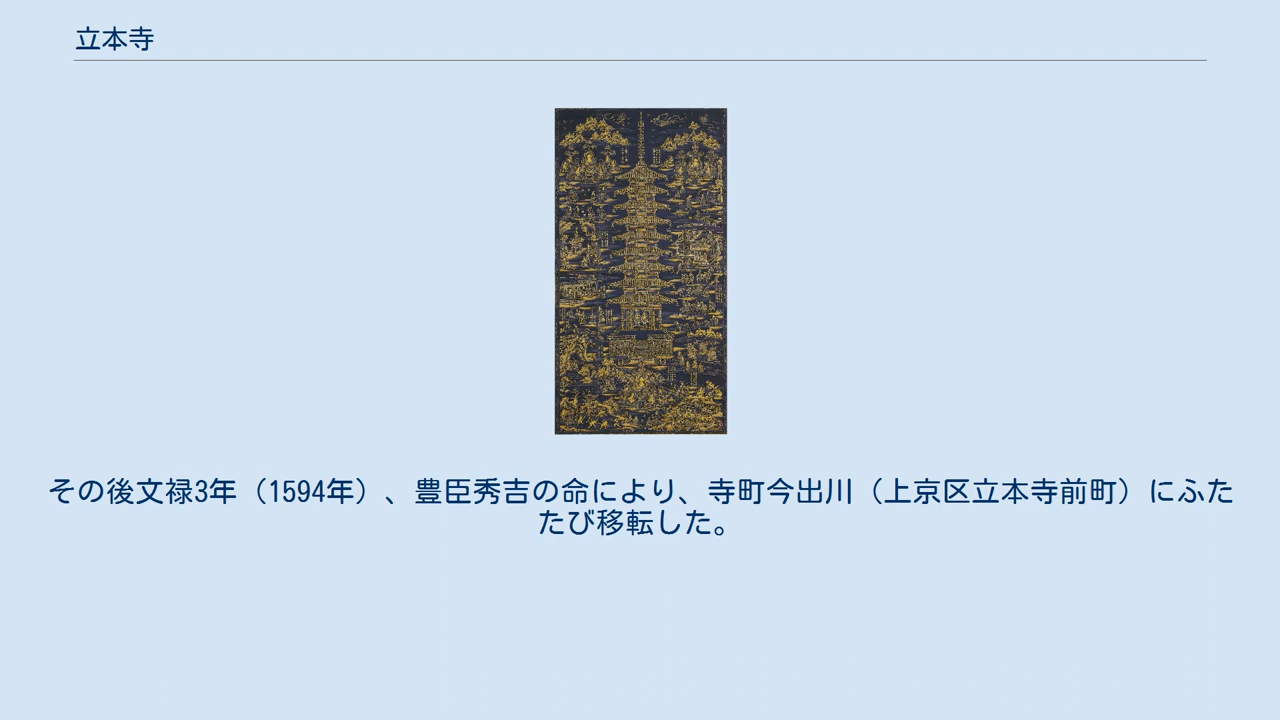 立本寺
その後文禄3年（1594年）、豊臣秀吉の命により、寺町今出川（上京区立本寺前町）にふた
たび移転した。